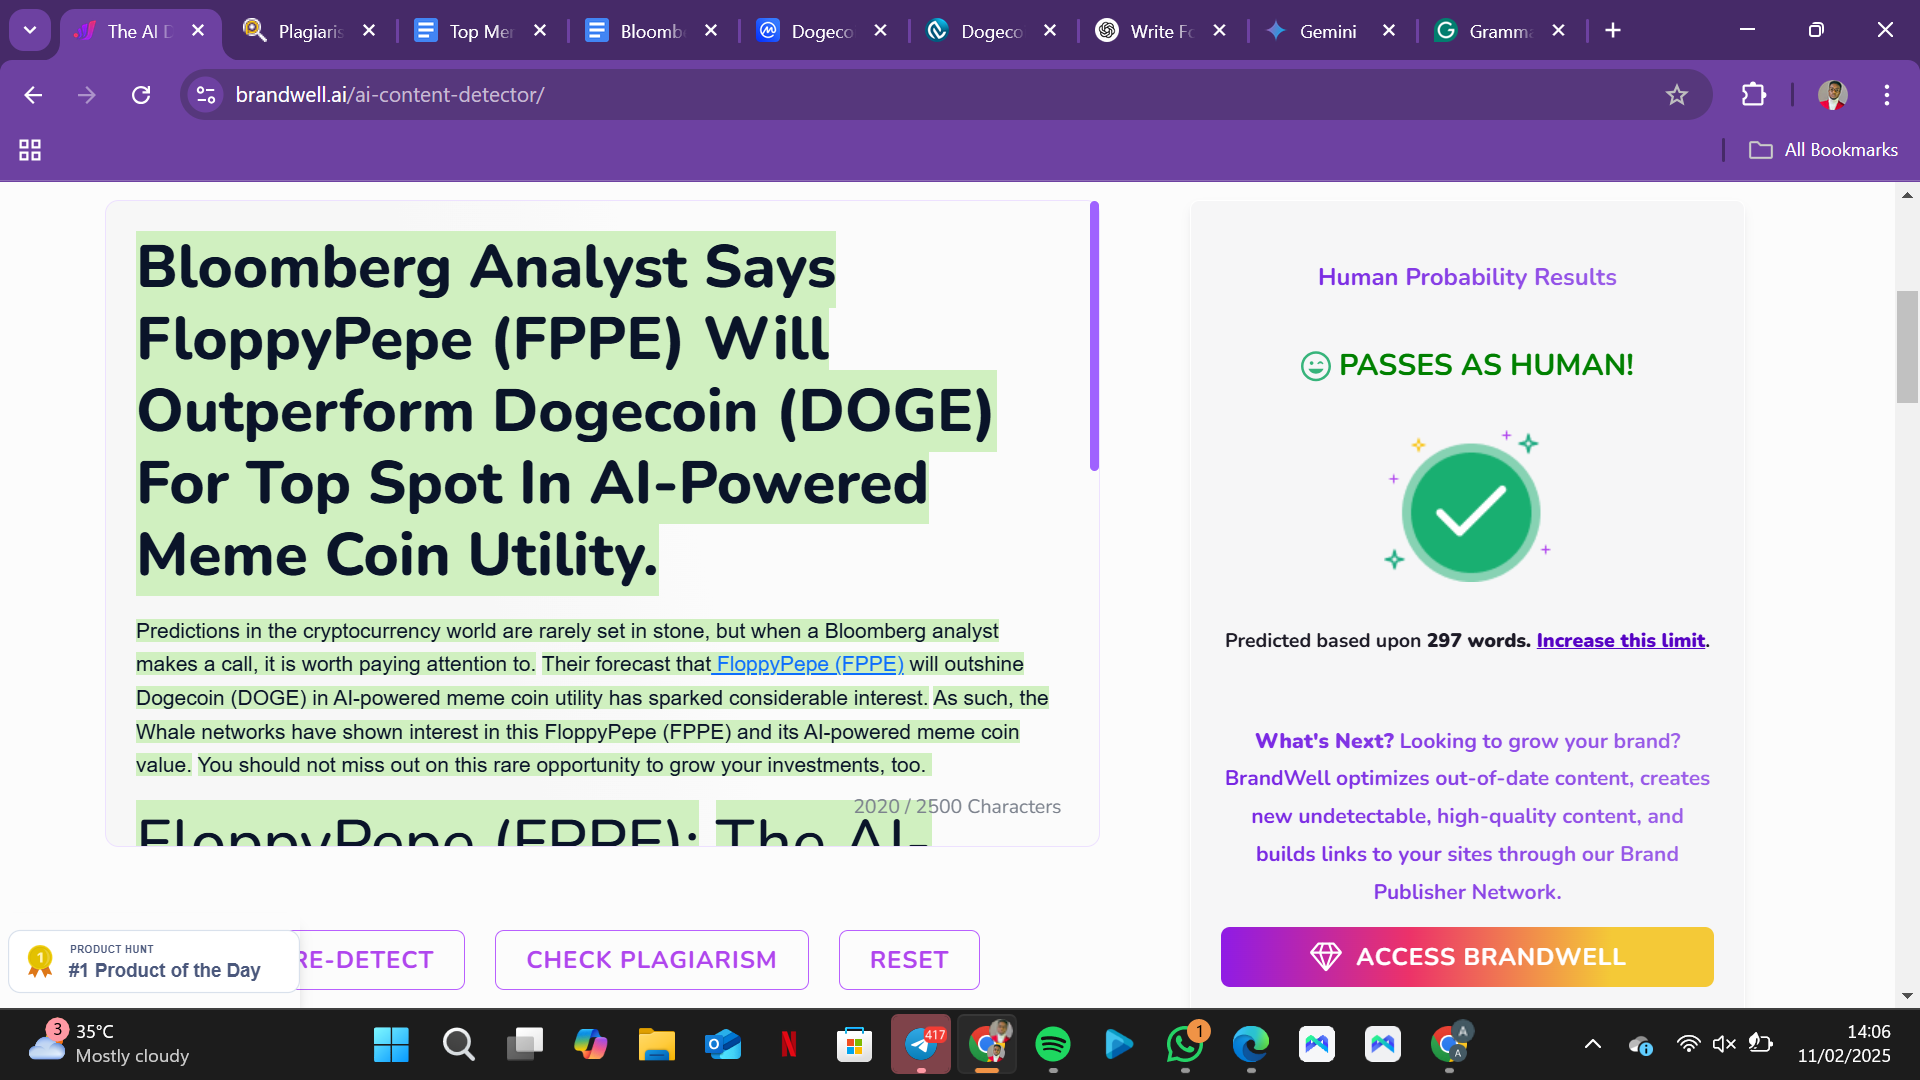 The AI D
Plagiaris
Top Mer
Bloomb
Dogeco
Dogeco
Write Fo
Gemini
Gramma
brandwell.ai/ai-content-detector/
All Bookmarks
Bloomberg Analyst Says
FloppyPepe (FPPE) Will
Outperform Dogecoin (DOGE)
For Top Spot In AI-Powered
Meme Coin Utility.
Predictions in the cryptocurrency world are rarely set in stone, but when a Bloomberg analyst
makes a call, it is worth paying attention to. Their forecast that FloppyPepe (FPPE) will outshine
Dogecoin (DOGE) in AI-powered meme coin utility has sparked considerable interest. As such, the
Whale networks have shown interest in this FloppyPepe (FPPE) and its AI-powered meme coin
value. You should not miss out on this rare opportunity to grow your investments, too.
2020 / 2500 Characters
FloppyPepe (FPPE): The AI-
PRODUCT HUNT
#1 Product of the Day
RE-DETECT
CHECK PLAGIARISM
RESET
Human Probability Results
PASSES AS HUMAN!
Predicted based upon 297 words. Increase this limit.
What's Next? Looking to grow your brand?
BrandWell optimizes out-of-date content, creates
new undetectable, high-quality content, and
builds links to your sites through our Brand
Publisher Network.
ACCESS BRANDWELL
3
35°C
Mostly cloudy
417
1
A
A
14:06
11/02/2025